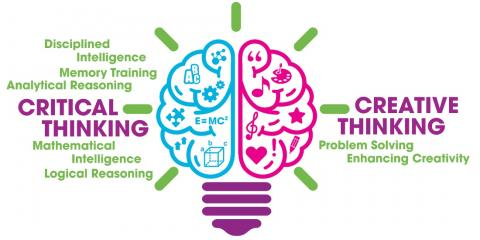 Disciplined
Intelligence
Memory Training
Analytical Reasoning
CRITICAL
THINKING
Mathematical
Intelligence
Logical Reasoning
ABC
E=MC²
a b c
“
!
CREATIVE
THINKING
Problem Solving
Enhancing Creativity